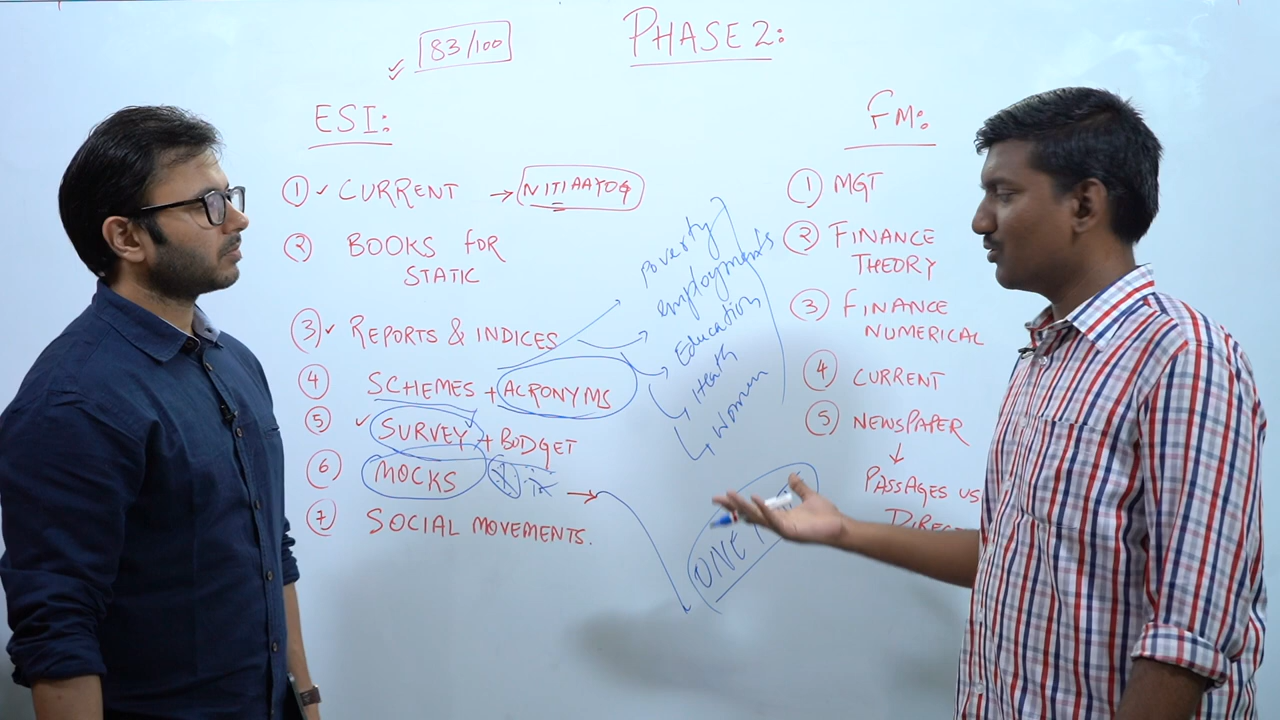 83/100
PHASE 2:
ESI:
① CURRENT → NITI AAYOG
② BOOKS FOR
STATIC
③ REPORTS & INDICES
④ SCHEMES + ACRONYMS
⑤ SURVEY + BUDGET
⑥ MOCKS
⑦ SOCIAL MOVEMENTS.
Poverty
employments
Education
Women
ONE
FM:
① MGT
② FINANCE
THEORY
③ FINANCE
NUMERICAL
④ CURRENT
⑤ NEWSPAPER
↓
PASSAGES